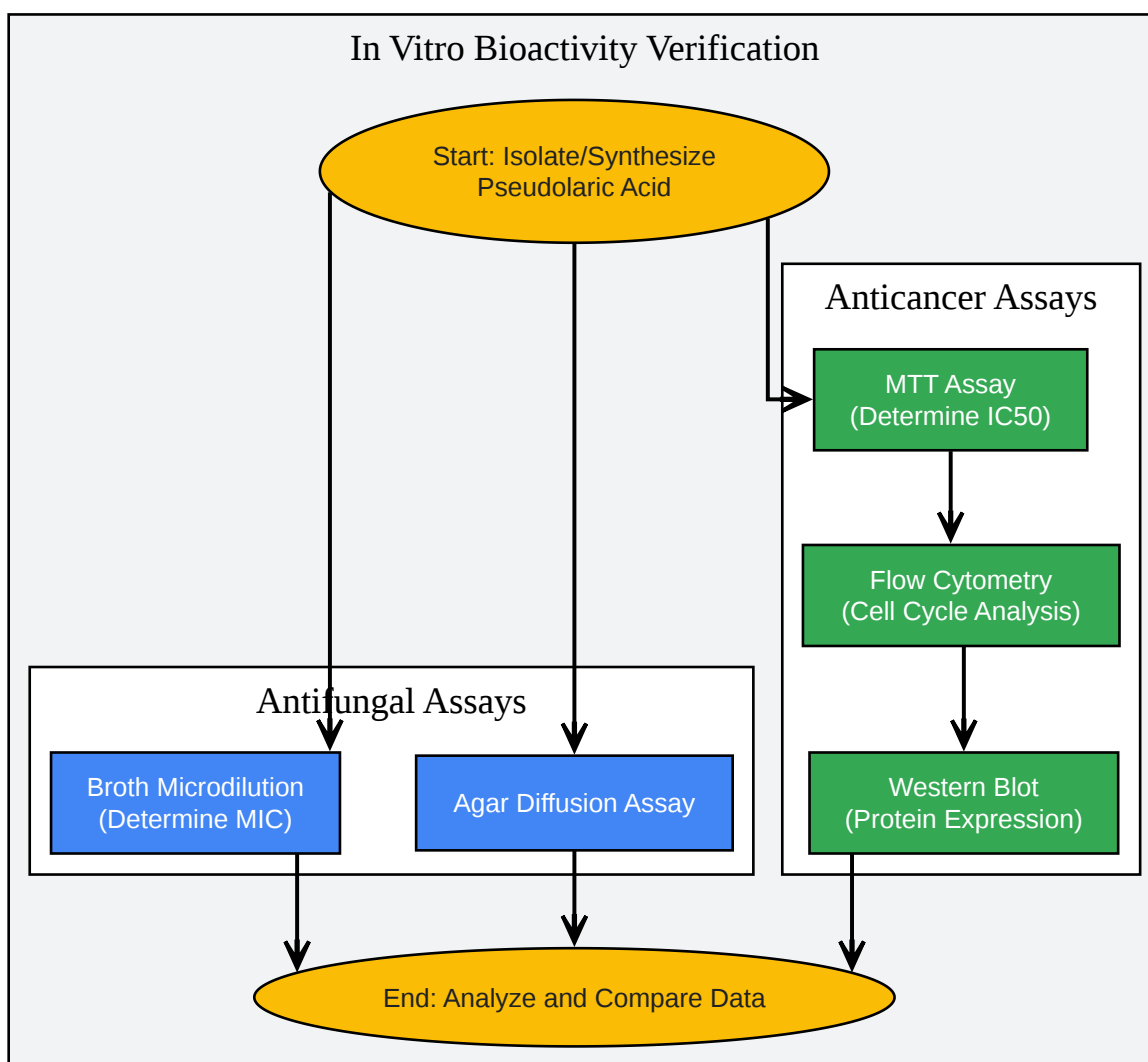 In Vitro Bioactivity Verification
Start: Isolate/Synthesize
Pseudolaric Acid
Anticancer Assays
MTT Assay
(Determine IC50)
Flow Cytometry
(Cell Cycle Analysis)
Antifungal Assays
Broth Microdilution
(Determine MIC)
Agar Diffusion Assay
Western Blot
(Protein Expression)
End: Analyze and Compare Data